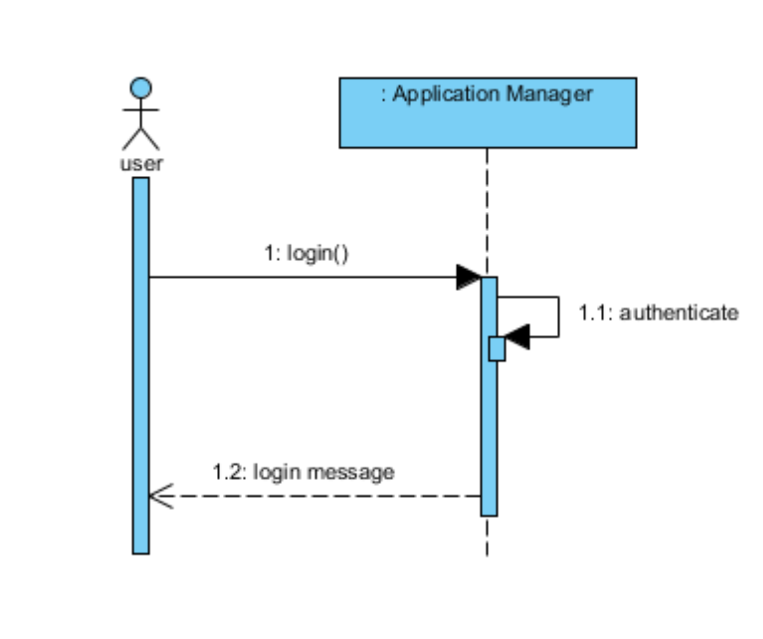 : Application Manager
user
1: login()
1.1: authenticate
1.2: login message